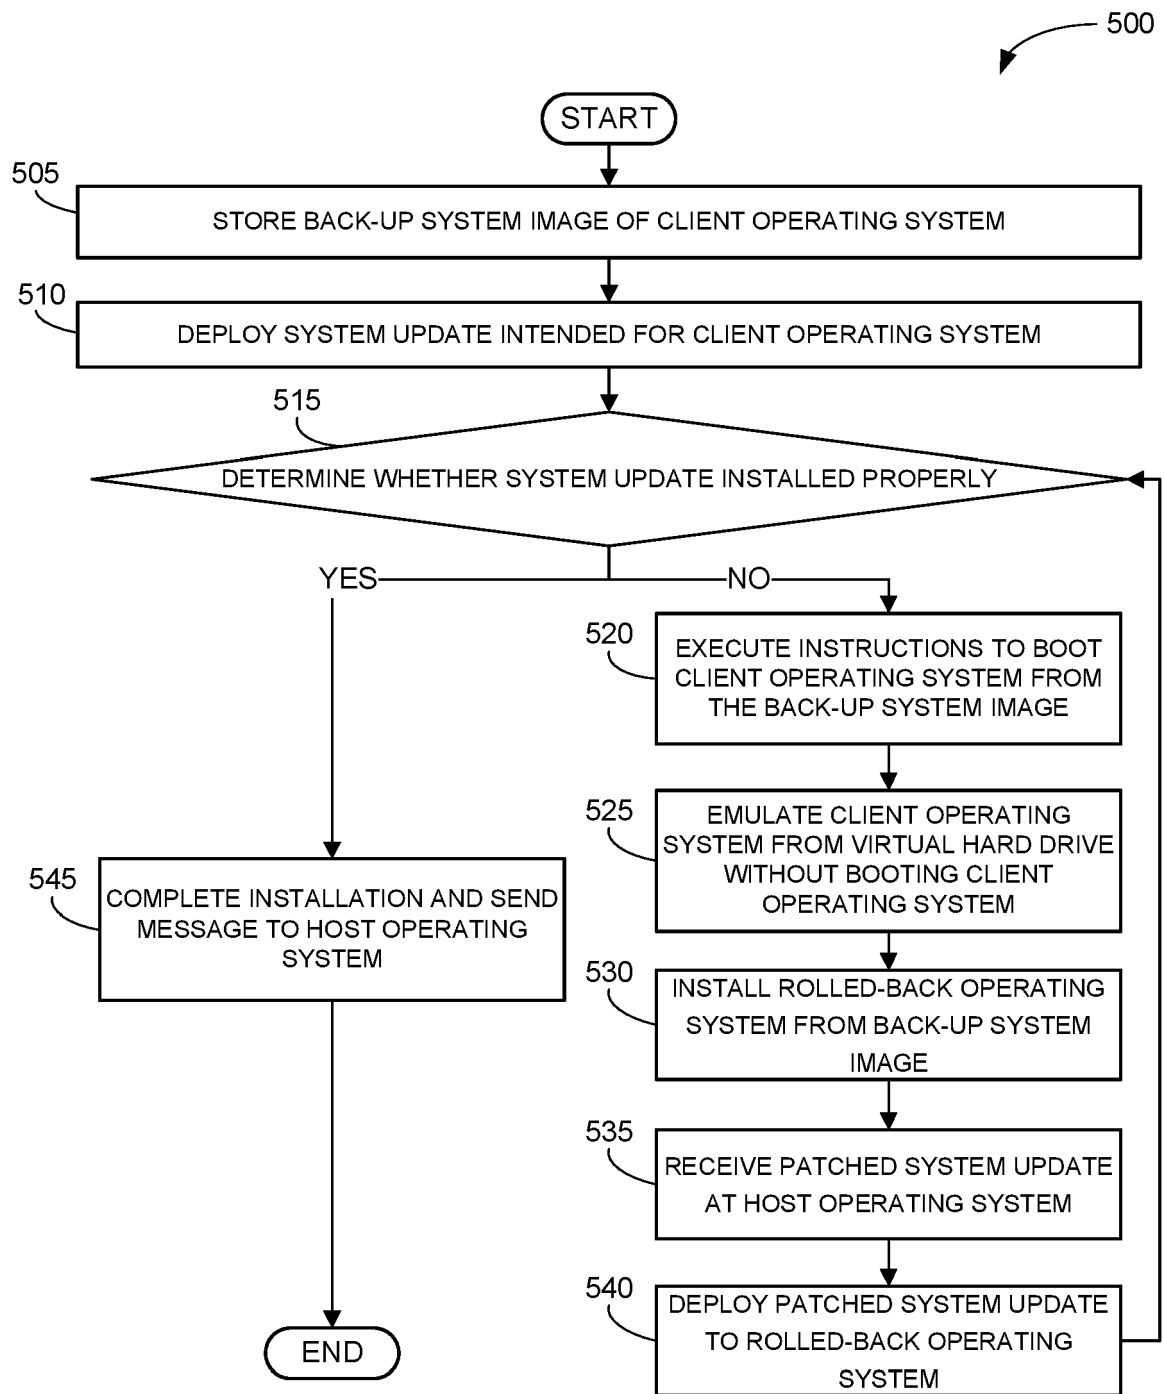 500
START
505
STORE BACK-UP SYSTEM IMAGE OF CLIENT OPERATING SYSTEM
510
DEPLOY SYSTEM UPDATE INTENDED FOR CLIENT OPERATING SYSTEM
515
DETERMINE WHETHER SYSTEM UPDATE INSTALLED PROPERLY
YES
NO
520
EXECUTE INSTRUCTIONS TO BOOT
CLIENT OPERATING SYSTEM FROM
THE BACK-UP SYSTEM IMAGE
525
EMULATE CLIENT OPERATING
SYSTEM FROM VIRTUAL HARD DRIVE
WITHOUT BOOTING CLIENT
OPERATING SYSTEM
545
COMPLETE INSTALLATION AND SEND
MESSAGE TO HOST OPERATING
SYSTEM
530
INSTALL ROLLED-BACK OPERATING
SYSTEM FROM BACK-UP SYSTEM
IMAGE
535
RECEIVE PATCHED SYSTEM UPDATE
AT HOST OPERATING SYSTEM
540
DEPLOY PATCHED SYSTEM UPDATE
TO ROLLED-BACK OPERATING
SYSTEM
END